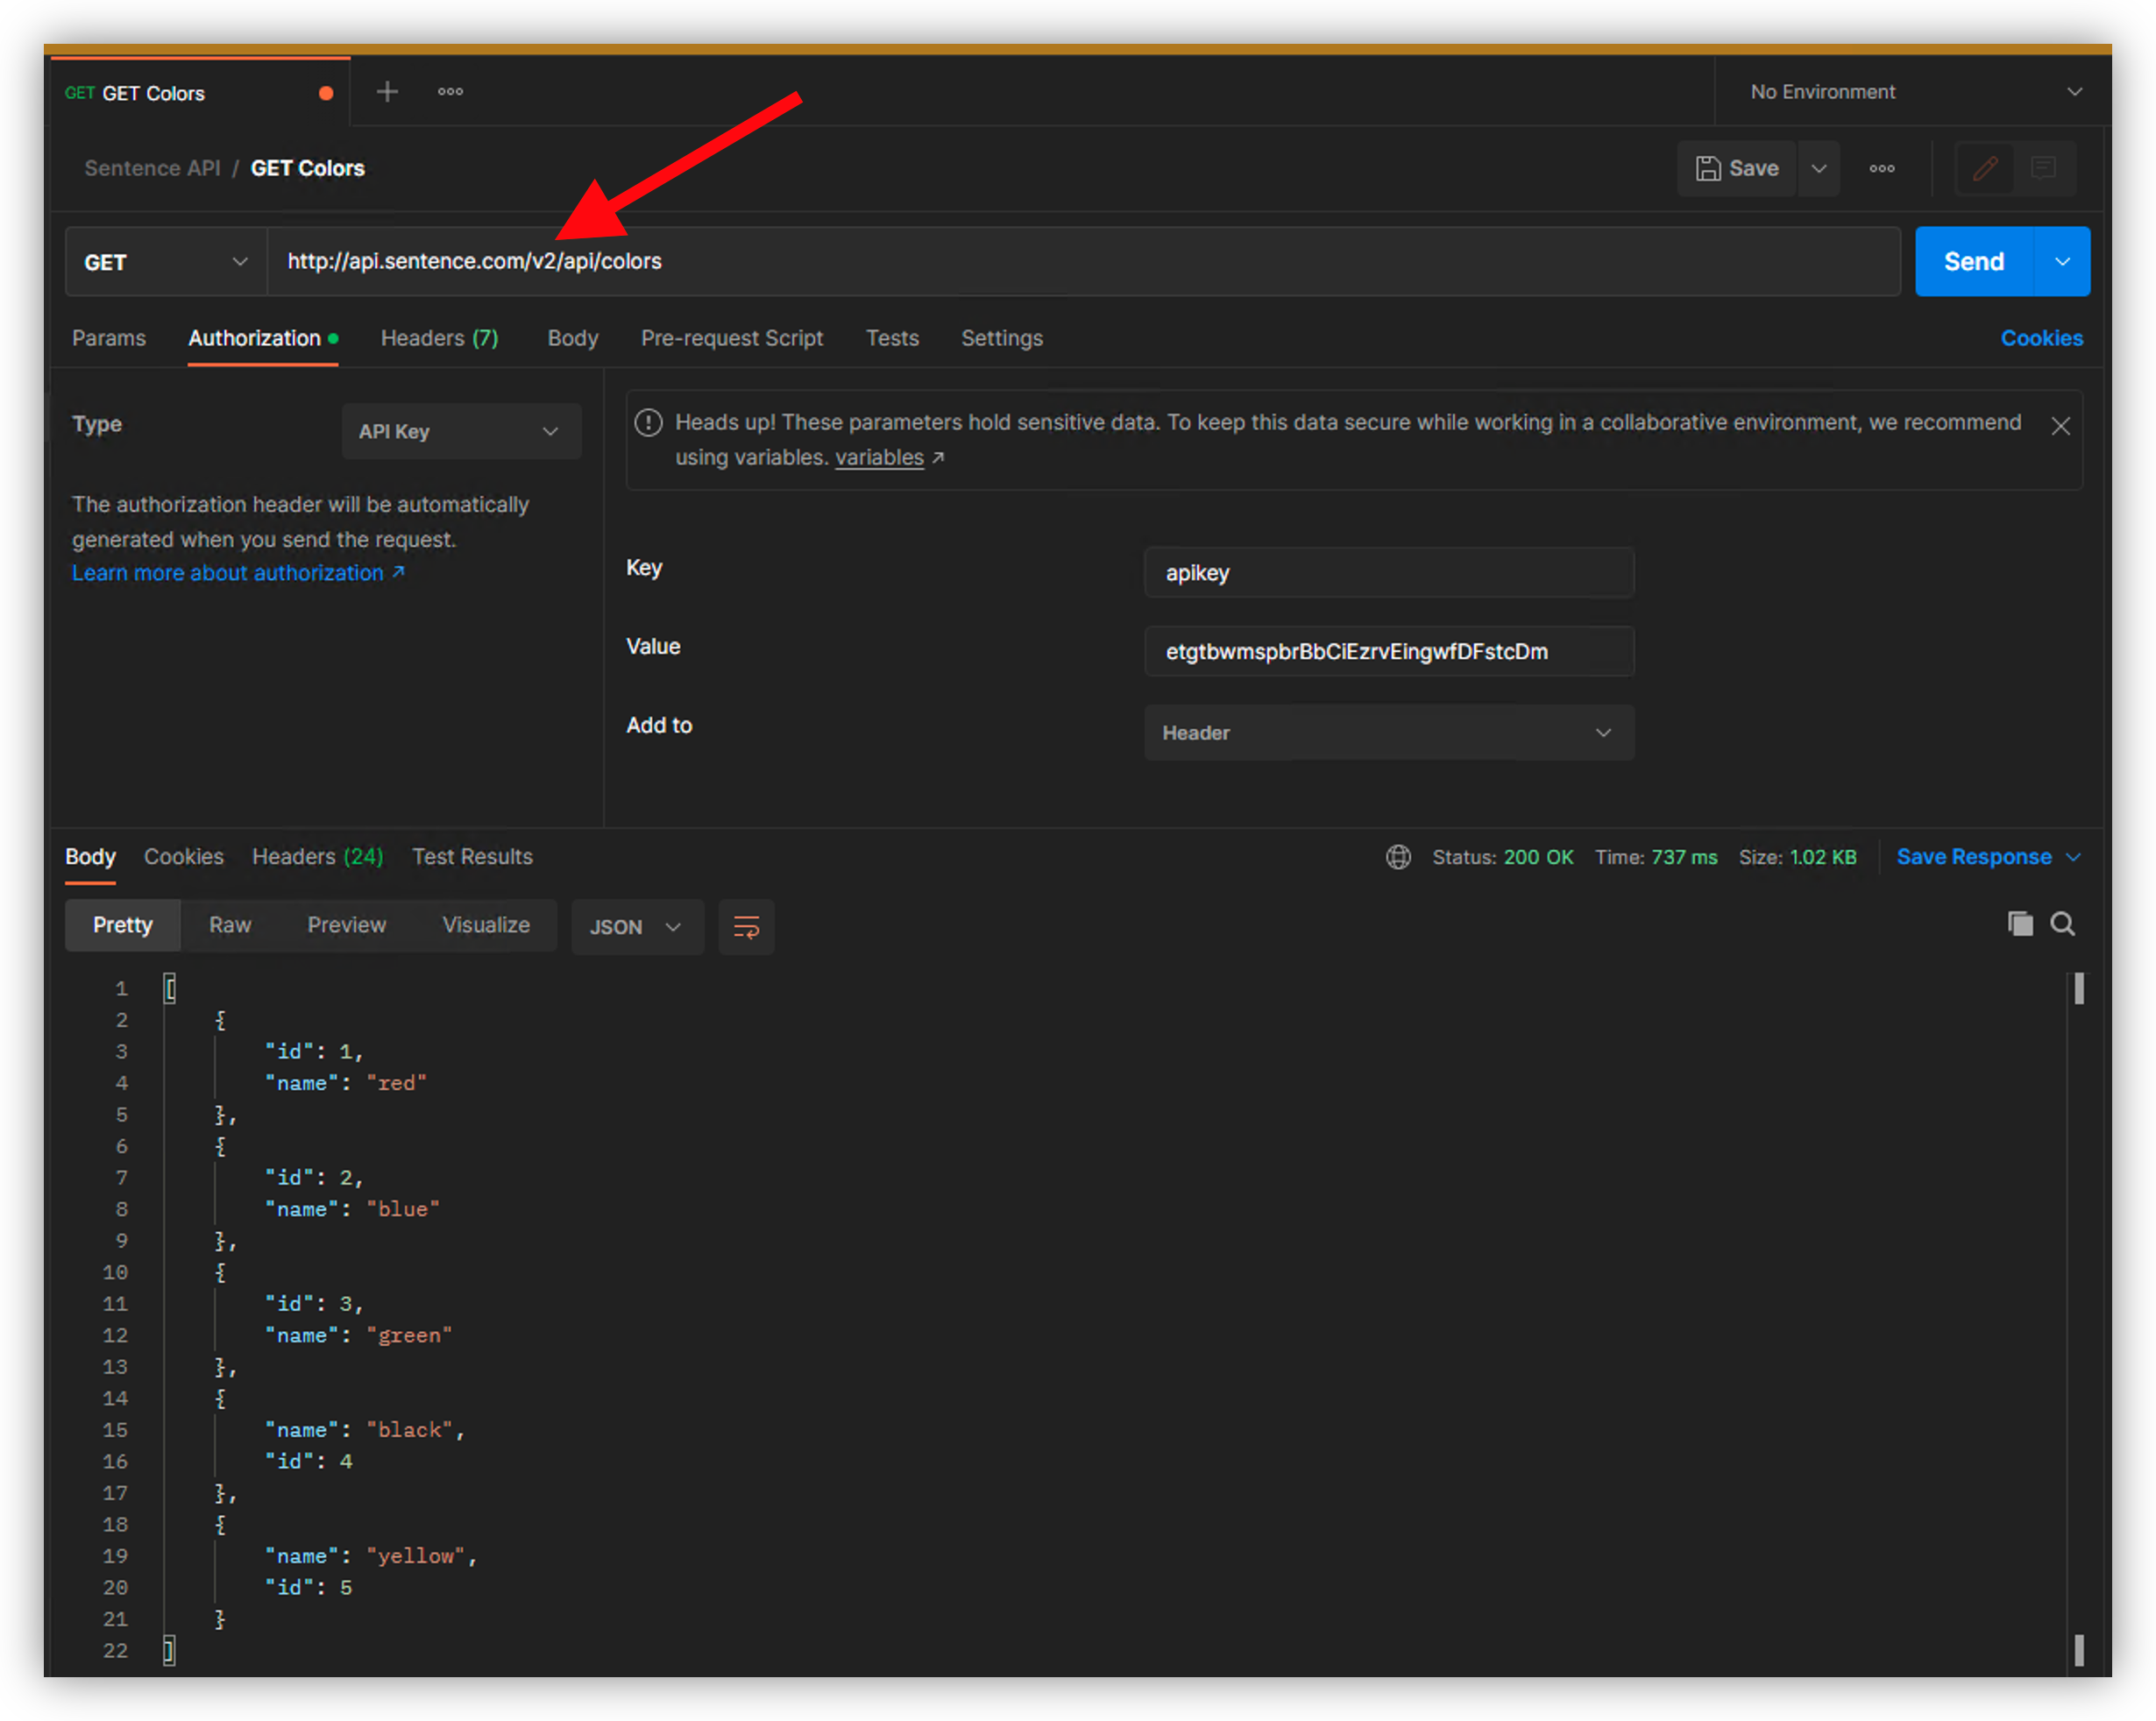 GET GET Colors
No Environment
Sentence API / GET Colors
Save
GET http://api.sentence.com/v2/api/colors Send
Params Authorization Headers (7) Body Pre-request Script Tests Settings Cookies
Type API Key
The authorization header will be automatically
generated when you send the request.
Learn more about authorization ↗
Heads up! These parameters hold sensitive data. To keep this data secure while working in a collaborative environment, we recommend
using variables. variables ↗
Key apikey
Value etgtbwmspbrBbCiEzrvEingwfDFstcDm
Add to Header
Body Cookies Headers (24) Test Results Status: 200 OK Time: 737 ms Size: 1.02 KB Save Response
Pretty Raw Preview Visualize JSON
1 [
2 {
3 "id": 1,
4 "name": "red"
5 },
6 {
7 "id": 2,
8 "name": "blue"
9 },
10 {
11 "id": 3,
12 "name": "green"
13 },
14 {
15 "name": "black",
16 "id": 4
17 },
18 {
19 "name": "yellow",
20 "id": 5
21 }
22 ]